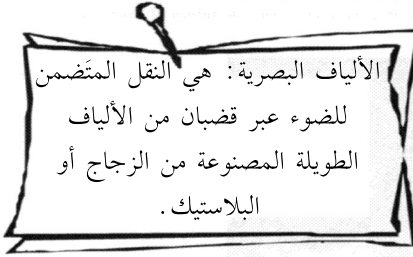 الألياف البصرية: هي النقل المتَضمن
للضوء عبر قضبان من الألياف
الطويلة المصنوعة من الزجاج أو
البلاستيك.